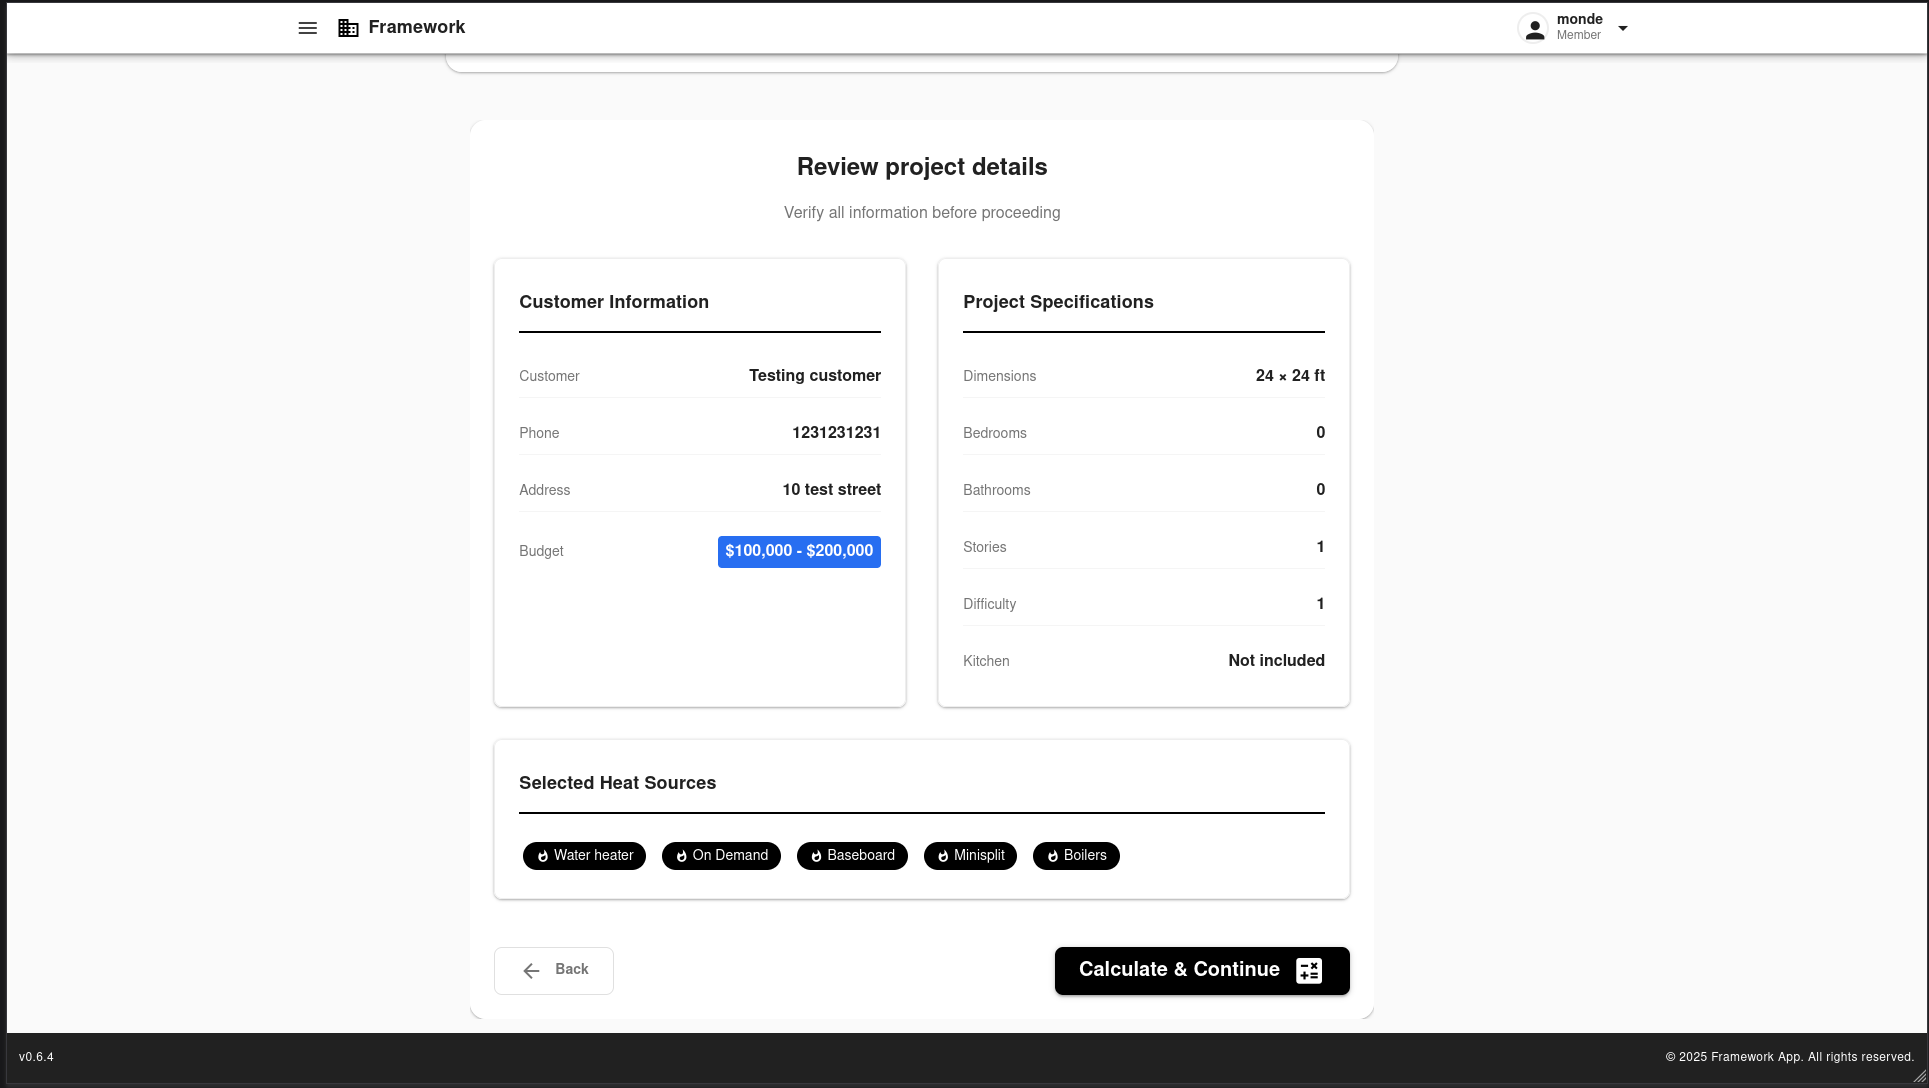 Framework
monde
Member
Review project details
Verify all information before proceeding
Customer Information
Customer Testing customer
Phone 1231231231
Address 10 test street
Budget $100,000 - $200,000
Project Specifications
Dimensions 24 × 24 ft
Bedrooms 0
Bathrooms 0
Stories 1
Difficulty 1
Kitchen Not included
Selected Heat Sources
Water heater On Demand Baseboard Minisplit Boilers
Back
Calculate & Continue
v0.6.4
© 2025 Framework App. All rights reserved.